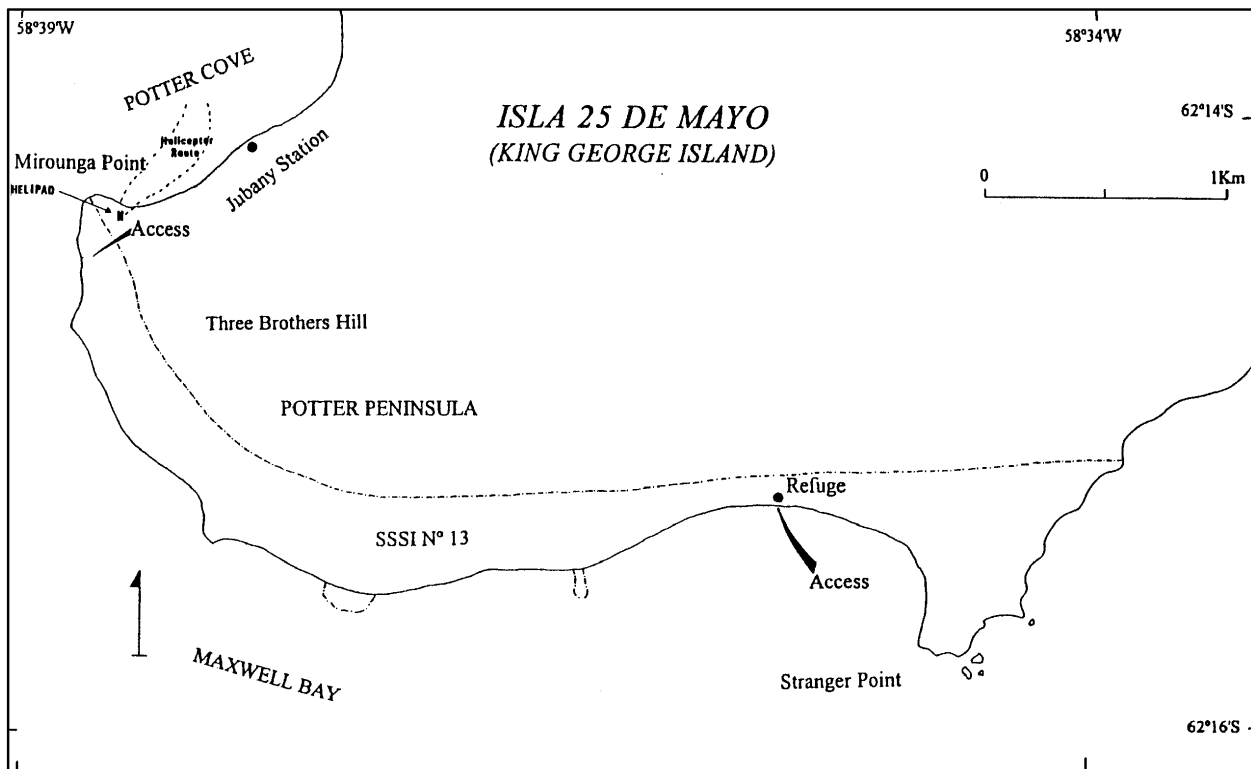 58°39'W
58°34'W
POTTER COVE
ISLA 25 DE MAYO
(KING GEORGE ISLAND)
62°14'S
Helicopter
Route
Mirounga Point
Jubany Station
0
1Km
HELIPAD
H
Access
Three Brothers Hill
POTTER PENINSULA
Refuge
SSSI Nº 13
Access
MAXWELL BAY
Stranger Point
62°16'S